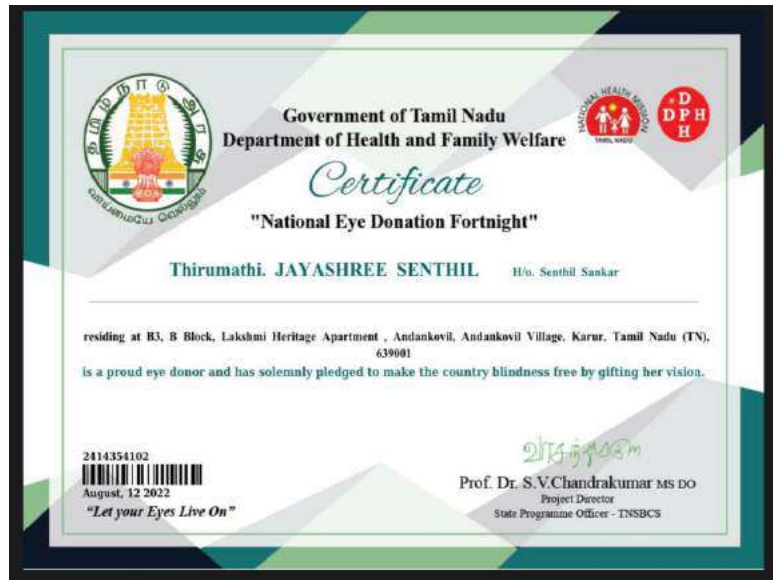 தமிழ்நாடு அரசு
வாய்மையே வெல்லும்
Government of Tamil Nadu
Department of Health and Family Welfare
NATIONAL HEALTH MISSION
TAMIL NADU
D
DPH
H
Certificate
"National Eye Donation Fortnight"
Thirumathi. JAYASHREE SENTHIL H/o. Senthil Sankar
residing at B3, B Block, Lakshmi Heritage Apartment , Andankovil, Andankovil Village, Karur, Tamil Nadu (TN),
639001
is a proud eye donor and has solemnly pledged to make the country blindness free by gifting her vision.
2414354102
August, 12 2022
"Let your Eyes Live On"
Prof. Dr. S.V.Chandrakumar MS DO
Project Director
State Programme Officer - TNSBCS